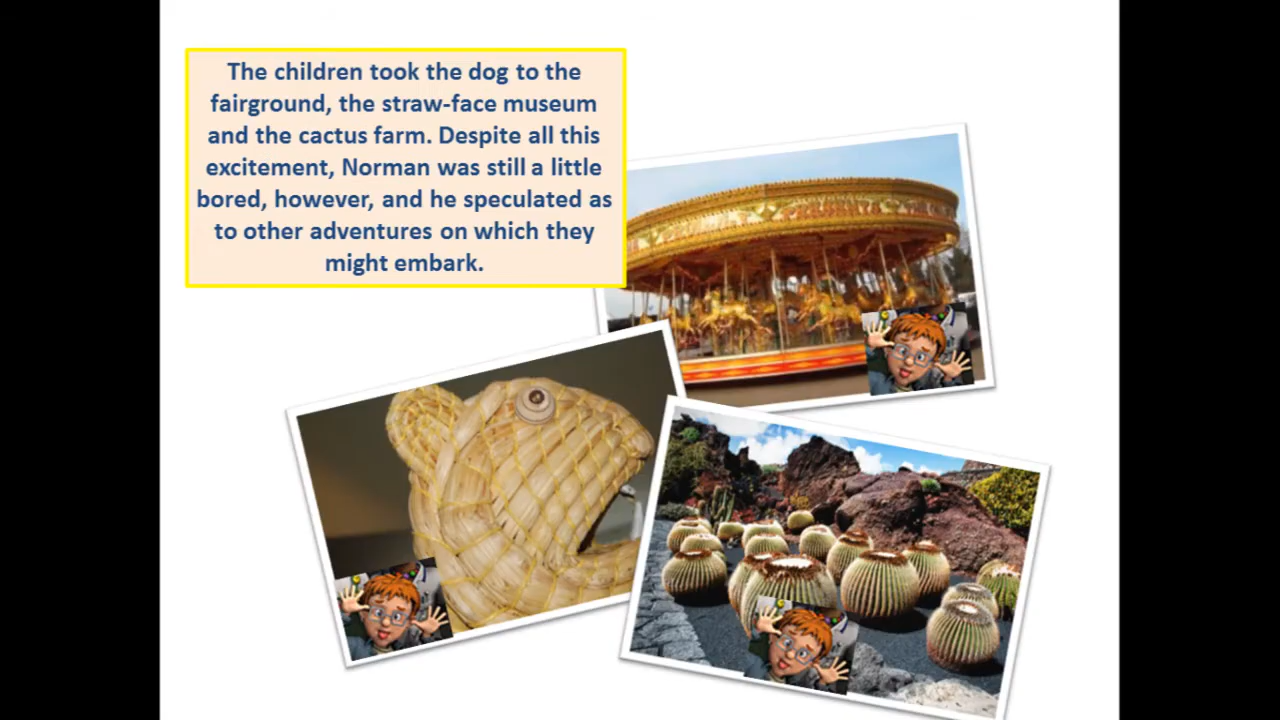 The children took the dog to the
fairground, the straw-face museum
and the cactus farm. Despite all this
excitement, Norman was still a little
bored, however, and he speculated as
to other adventures on which they
might embark.